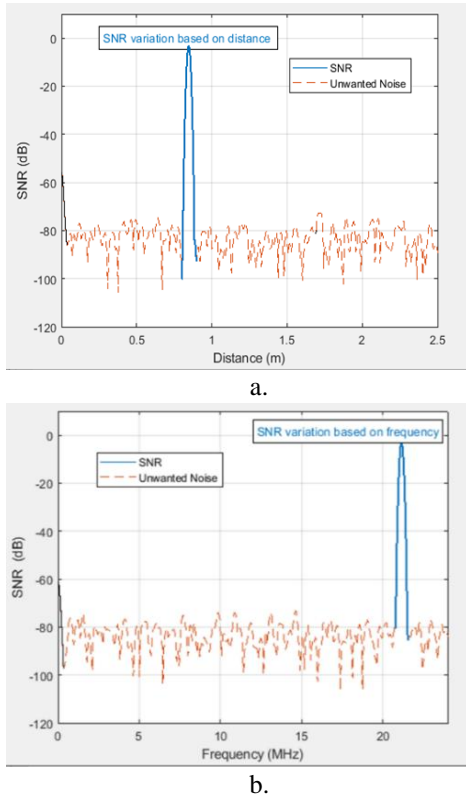 SNR variation based on distance
SNR
Unwanted Noise
0
-20
-40
-60
-80
-100
-120
SNR (dB)
0
0.5
1
1.5
2
2.5
Distance (m)
a.
SNR variation based on frequency
SNR
Unwanted Noise
0
-20
-40
-60
-80
-100
-120
SNR (dB)
0
5
10
15
20
Frequency (MHz)
b.